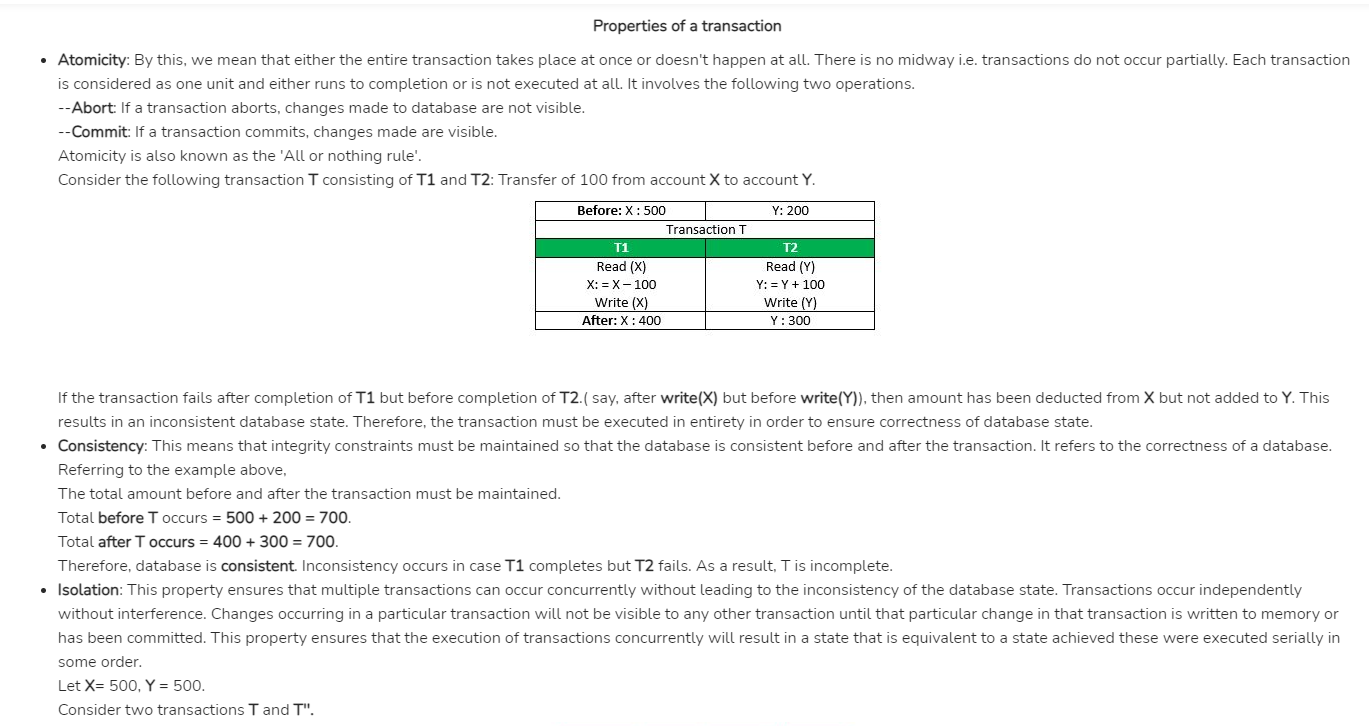 Properties of a transaction
• Atomicity: By this, we mean that either the entire transaction takes place at once or doesn't happen at all. There is no midway i.e. transactions do not occur partially. Each transaction
is considered as one unit and either runs to completion or is not executed at all. It involves the following two operations.
--Abort: If a transaction aborts, changes made to database are not visible.
--Commit: If a transaction commits, changes made are visible.
Atomicity is also known as the 'All or nothing rule'.
Consider the following transaction T consisting of T1 and T2: Transfer of 100 from account X to account Y.
Before: X : 500 Y: 200
Transaction T
T1 T2
Read (X) Read (Y)
X: = X – 100 Y: = Y + 100
Write (X) Write (Y)
After: X : 400 Y : 300
If the transaction fails after completion of T1 but before completion of T2.( say, after write(X) but before write(Y)), then amount has been deducted from X but not added to Y. This
results in an inconsistent database state. Therefore, the transaction must be executed in entirety in order to ensure correctness of database state.
• Consistency: This means that integrity constraints must be maintained so that the database is consistent before and after the transaction. It refers to the correctness of a database.
Referring to the example above,
The total amount before and after the transaction must be maintained.
Total before T occurs = 500 + 200 = 700.
Total after T occurs = 400 + 300 = 700.
Therefore, database is consistent. Inconsistency occurs in case T1 completes but T2 fails. As a result, T is incomplete.
• Isolation: This property ensures that multiple transactions can occur concurrently without leading to the inconsistency of the database state. Transactions occur independently
without interference. Changes occurring in a particular transaction will not be visible to any other transaction until that particular change in that transaction is written to memory or
has been committed. This property ensures that the execution of transactions concurrently will result in a state that is equivalent to a state achieved these were executed serially in
some order.
Let X= 500, Y = 500.
Consider two transactions T and T".